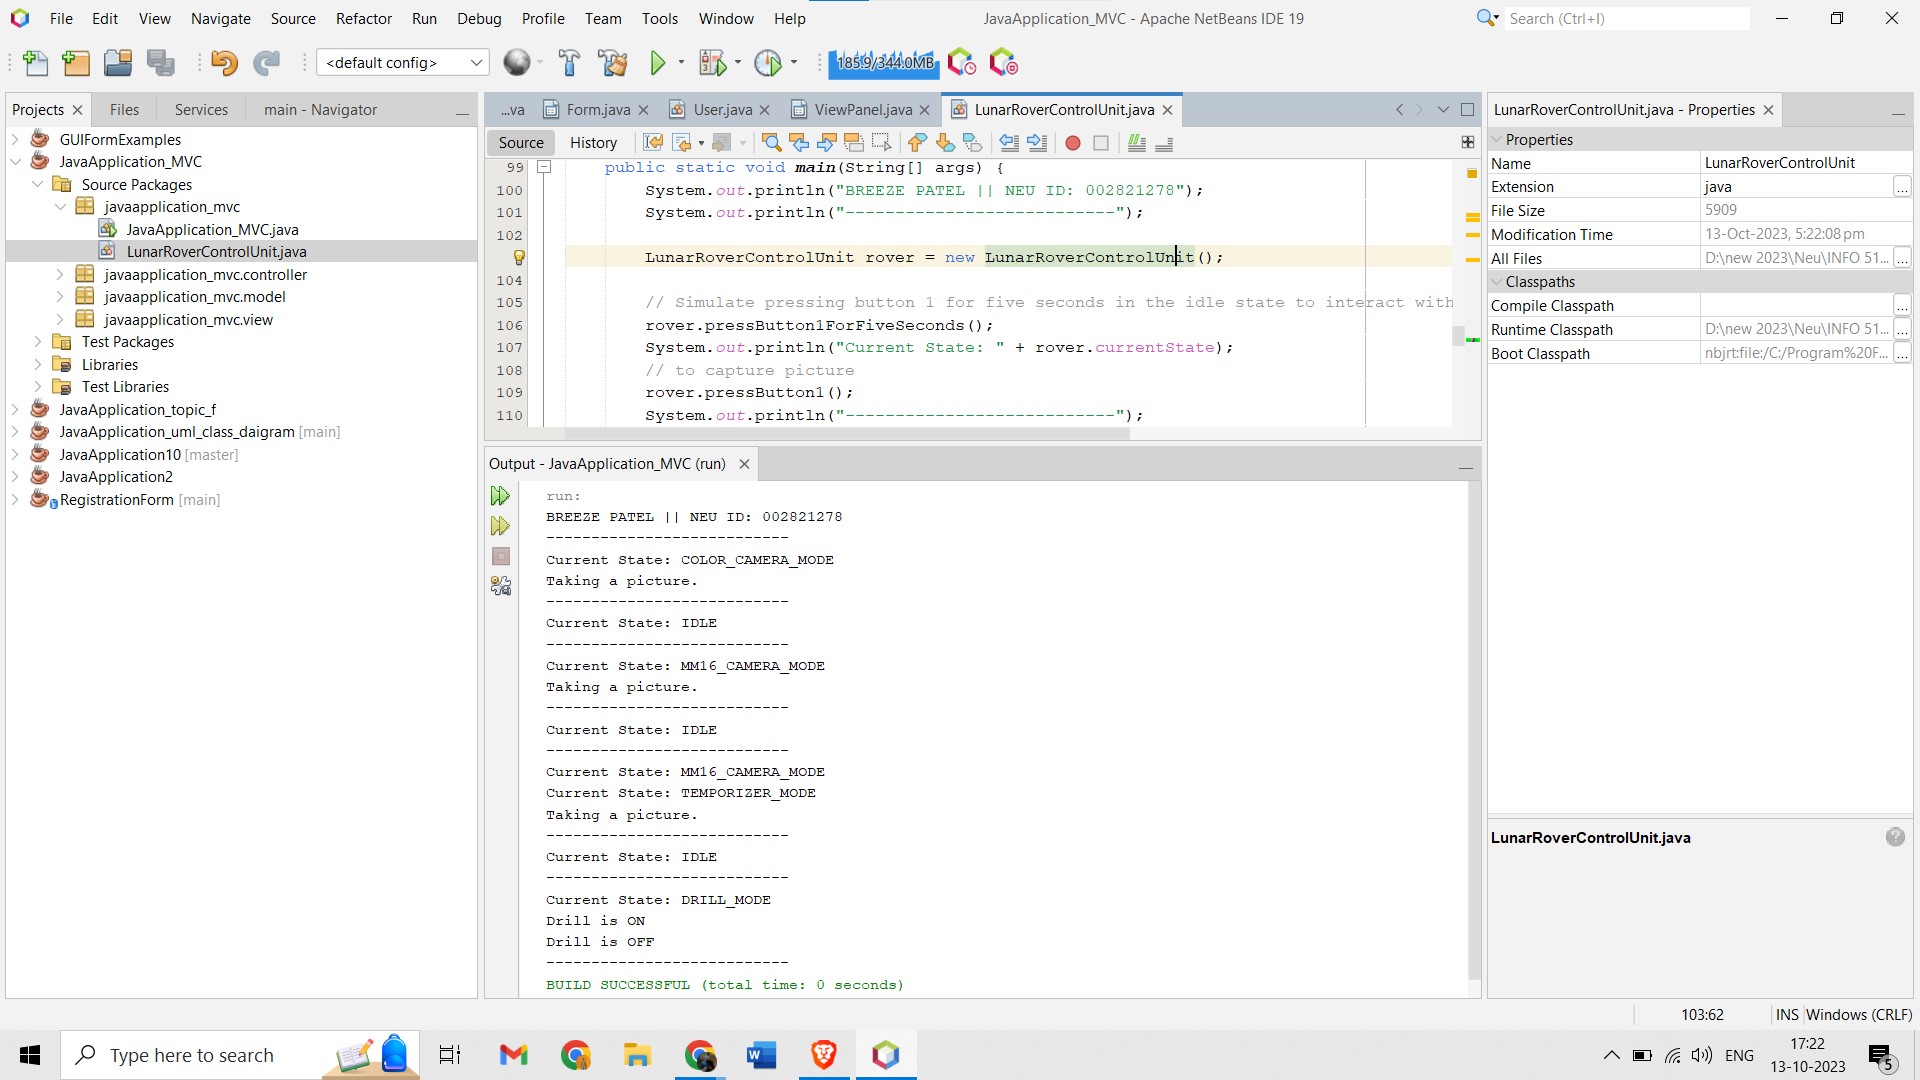 File Edit View Navigate Source Refactor Run Debug Profile Team Tools Window Help
JavaApplication_MVC - Apache NetBeans IDE 19
Search (Ctrl+I)
<default config>
185.9/344.0MB
Projects
Files
Services
main - Navigator
GUIFormExamples
JavaApplication_MVC
Source Packages
javaapplication_mvc
JavaApplication_MVC.java
LunarRoverControlUnit.java
javaapplication_mvc.controller
javaapplication_mvc.model
javaapplication_mvc.view
Test Packages
Libraries
Test Libraries
JavaApplication_topic_f
JavaApplication_uml_class_daigram [main]
JavaApplication10 [master]
JavaApplication2
RegistrationForm [main]
...va
Form.java
User.java
ViewPanel.java
LunarRoverControlUnit.java
Source
History
99 public static void main(String[] args) {
100 System.out.println("BREEZE PATEL || NEU ID: 002821278");
101 System.out.println("---------------------------");
102
LunarRoverControlUnit rover = new LunarRoverControlUnit();
104
105 // Simulate pressing button 1 for five seconds in the idle state to interact with
106 rover.pressButton1ForFiveSeconds();
107 System.out.println("Current State: " + rover.currentState);
108 // to capture picture
109 rover.pressButton1();
110 System.out.println("---------------------------");
Output - JavaApplication_MVC (run)
run:
BREEZE PATEL || NEU ID: 002821278
---------------------------
Current State: COLOR_CAMERA_MODE
Taking a picture.
---------------------------
Current State: IDLE
---------------------------
Current State: MM16_CAMERA_MODE
Taking a picture.
---------------------------
Current State: IDLE
---------------------------
Current State: MM16_CAMERA_MODE
Current State: TEMPORIZER_MODE
Taking a picture.
---------------------------
Current State: IDLE
---------------------------
Current State: DRILL_MODE
Drill is ON
Drill is OFF
---------------------------
BUILD SUCCESSFUL (total time: 0 seconds)
LunarRoverControlUnit.java - Properties
Properties
Name LunarRoverControlUnit
Extension java ...
File Size 5909
Modification Time 13-Oct-2023, 5:22:08 pm
All Files D:\new 2023\Neu\INFO 51... ...
Classpaths
Compile Classpath ...
Runtime Classpath D:\new 2023\Neu\INFO 51... ...
Boot Classpath nbjrt:file:/C:/Program%20F... ...
LunarRoverControlUnit.java
?
103:62 INS Windows (CRLF)
Type here to search
ENG
17:22
13-10-2023
5